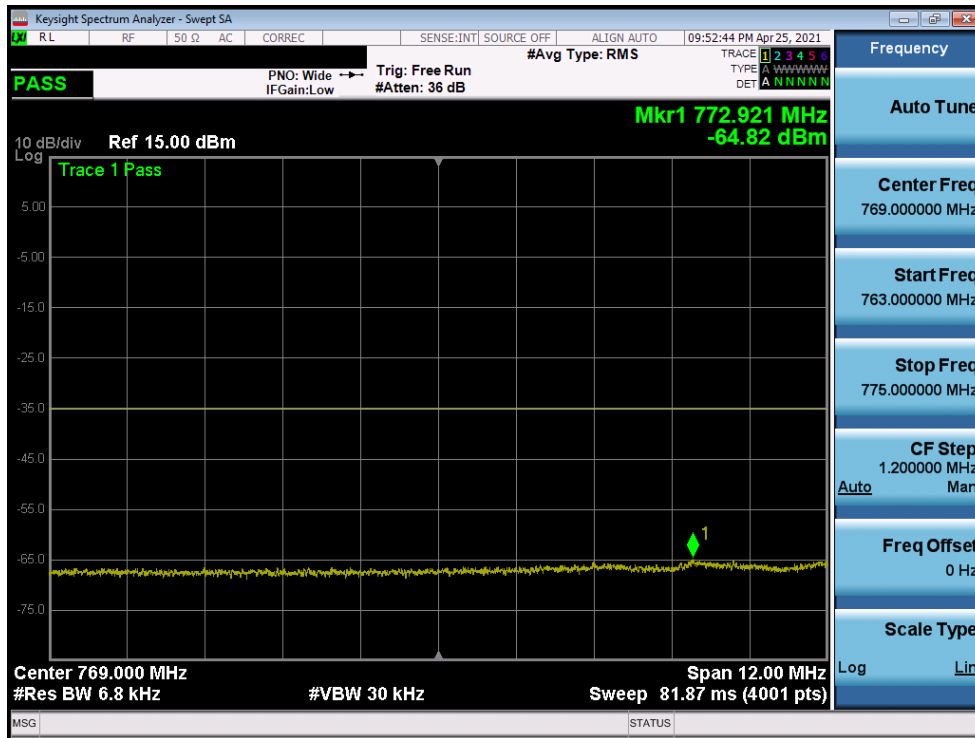 Keysight Spectrum Analyzer - Swept SA
LXI RL RF 50 Ω AC CORREC SENSE:INT SOURCE OFF ALIGN AUTO 09:52:44 PM Apr 25, 2021
Frequency
PASS
PNO: Wide
IFGain:Low
Trig: Free Run
#Atten: 36 dB
#Avg Type: RMS
TRACE 1 2 3 4 5 6
TYPE A WWWWW
DET A N N N N N
Mkr1 772.921 MHz
-64.82 dBm
10 dB/div Ref 15.00 dBm
Log
Trace 1 Pass
5.00
-5.00
-15.0
-25.0
-35.0
-45.0
-55.0
-65.0
-75.0
1
Center 769.000 MHz Span 12.00 MHz
#Res BW 6.8 kHz #VBW 30 kHz Sweep 81.87 ms (4001 pts)
MSG STATUS
Auto Tune
Center Freq
769.000000 MHz
Start Freq
763.000000 MHz
Stop Freq
775.000000 MHz
CF Step
1.200000 MHz
Auto Man
Freq Offset
0 Hz
Scale Type
Log Lin